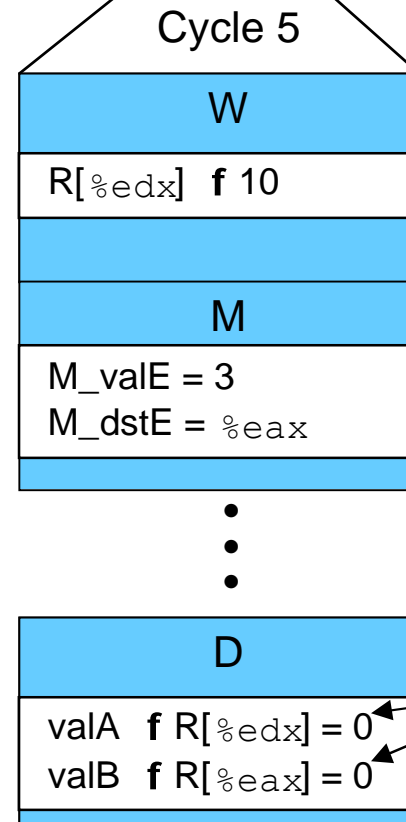 Cycle 5
W
R[%edx] f 10
M
M_valE = 3
M_dstE = %eax
D
valA f R[%edx] = 0
valB f R[%eax] = 0